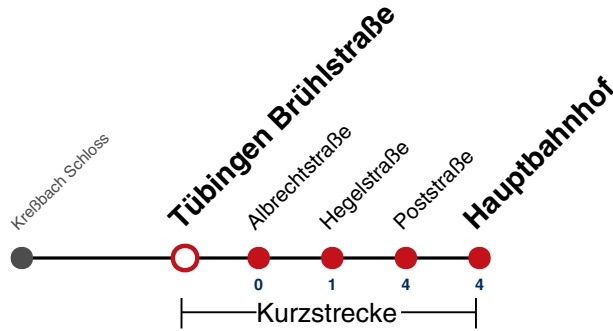 Kreßbach Schloss
Tübingen Brühlstraße
Albrechtstraße
Hegelstraße
Poststraße
Hauptbahnhof
0 1 4 4
Kurzstrecke